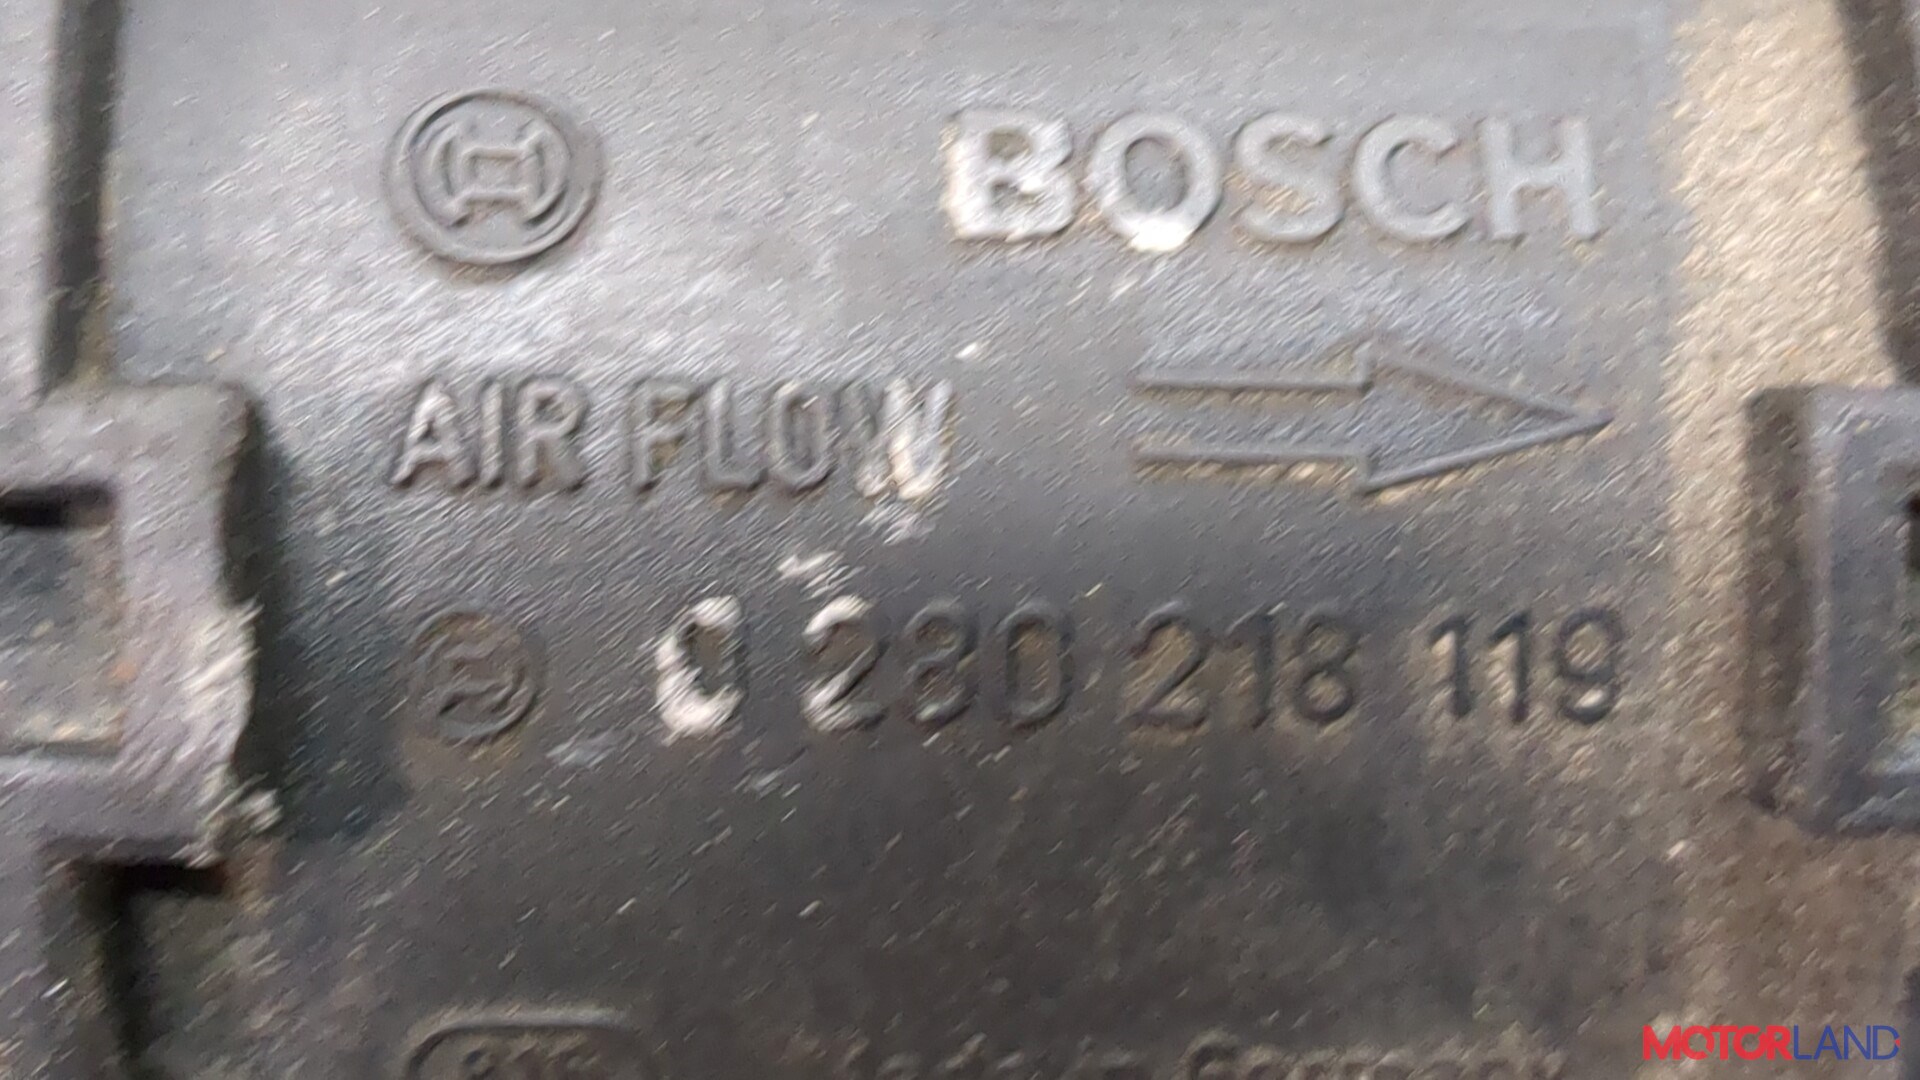 BOSCH
AIR FLOW
0 280 218 119
MOTORLAND